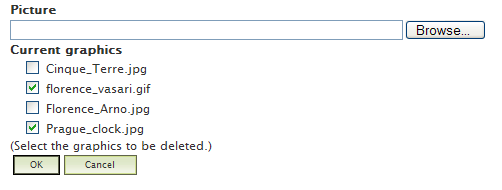 Picture
Browse...
Current graphics
Cinque_Terre.jpg
florence_vasari.gif
Florence_Arno.jpg
Prague_clock.jpg
(Select the graphics to be deleted.)
OK Cancel